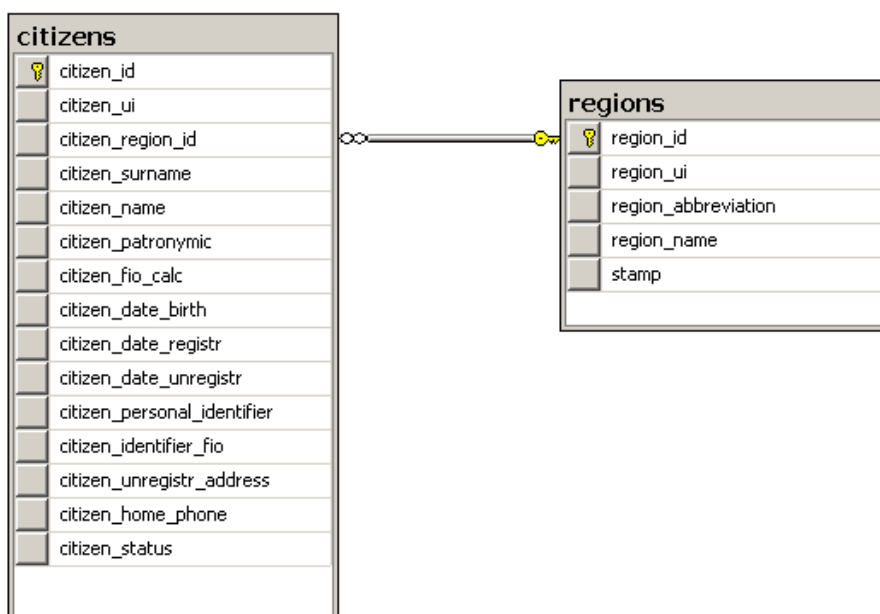 citizens
citizen_id
citizen_ui
citizen_region_id
citizen_surname
citizen_name
citizen_patronymic
citizen_fio_calc
citizen_date_birth
citizen_date_registr
citizen_date_unregistr
citizen_personal_identifier
citizen_identifier_fio
citizen_unregistr_address
citizen_home_phone
citizen_status
regions
region_id
region_ui
region_abbreviation
region_name
stamp